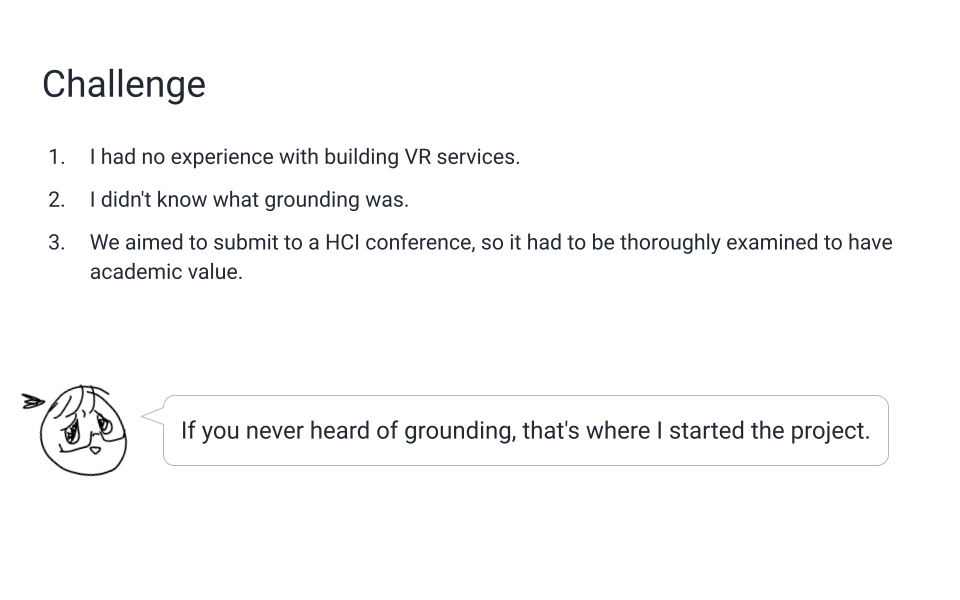 Challenge
1. I had no experience with building VR services.
2. I didn't know what grounding was.
3. We aimed to submit to a HCI conference, so it had to be thoroughly examined to have
academic value.
If you never heard of grounding, that's where I started the project.